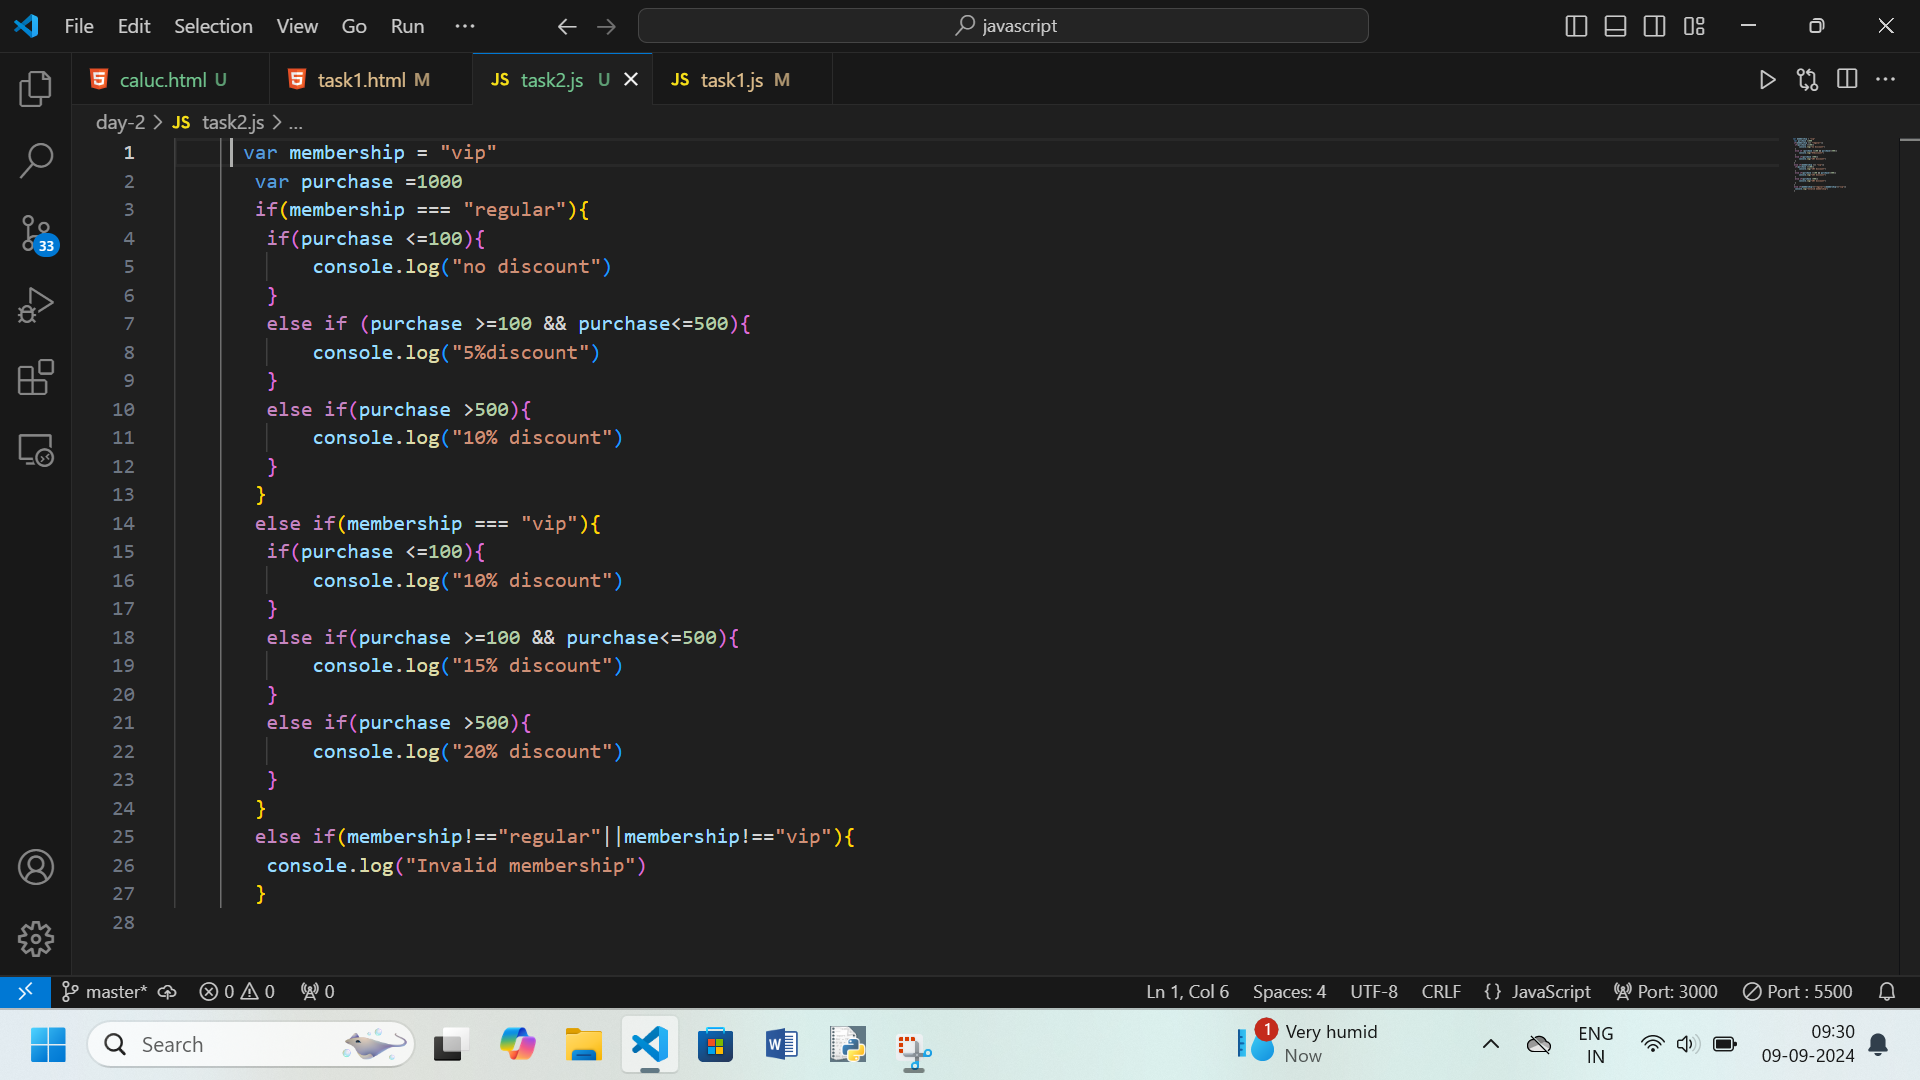 File Edit Selection View Go Run ··· javascript
caluc.html U task1.html M JS task2.js U JS task1.js M
day-2 > JS task2.js > ...
1 var membership = "vip"
2 var purchase =1000
3 if(membership === "regular"){
4 if(purchase <=100){
5 console.log("no discount")
6 }
7 else if (purchase >=100 && purchase<=500){
8 console.log("5%discount")
9 }
10 else if(purchase >500){
11 console.log("10% discount")
12 }
13 }
14 else if(membership === "vip"){
15 if(purchase <=100){
16 console.log("10% discount")
17 }
18 else if(purchase >=100 && purchase<=500){
19 console.log("15% discount")
20 }
21 else if(purchase >500){
22 console.log("20% discount")
23 }
24 }
25 else if(membership!=="regular"||membership!=="vip"){
26 console.log("Invalid membership")
27 }
28
33
master* 0 0 0 Ln 1, Col 6 Spaces: 4 UTF-8 CRLF {} JavaScript Port: 3000 Port : 5500
Search 1 Very humid ENG 09:30
Now IN 09-09-2024